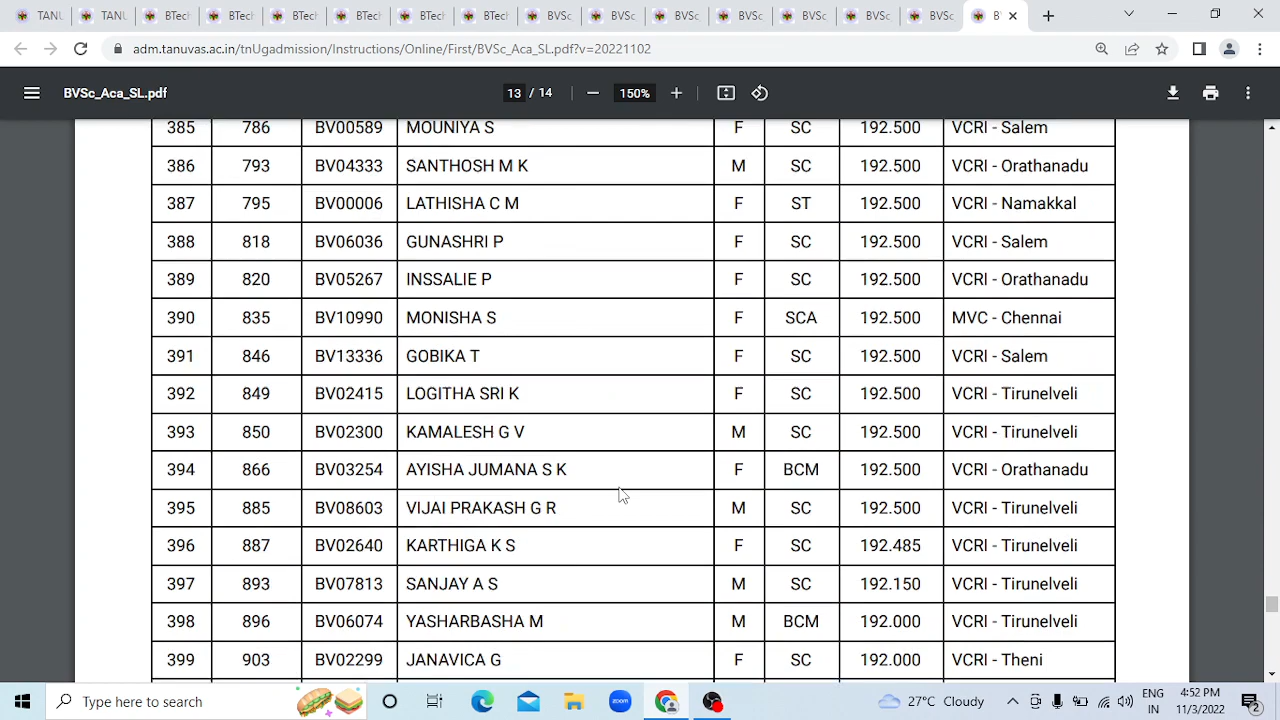 TANU TANU BTech BTech BTech BTech BTech BTech BVSc BVSc BVSc BVSc BVSc BVSc BVSc B
adm.tanuvas.ac.in/tnUgadmission/Instructions/Online/First/BVSc_Aca_SL.pdf?v=20221102
BVSc_Aca_SL.pdf 13 / 14 150%
385 786 BV00589 MOUNIYA S F SC 192.500 VCRI - Salem
386 793 BV04333 SANTHOSH M K M SC 192.500 VCRI - Orathanadu
387 795 BV00006 LATHISHA C M F ST 192.500 VCRI - Namakkal
388 818 BV06036 GUNASHRI P F SC 192.500 VCRI - Salem
389 820 BV05267 INSSALIE P F SC 192.500 VCRI - Orathanadu
390 835 BV10990 MONISHA S F SCA 192.500 MVC - Chennai
391 846 BV13336 GOBIKA T F SC 192.500 VCRI - Salem
392 849 BV02415 LOGITHA SRI K F SC 192.500 VCRI - Tirunelveli
393 850 BV02300 KAMALESH G V M SC 192.500 VCRI - Tirunelveli
394 866 BV03254 AYISHA JUMANA S K F BCM 192.500 VCRI - Orathanadu
395 885 BV08603 VIJAI PRAKASH G R M SC 192.500 VCRI - Tirunelveli
396 887 BV02640 KARTHIGA K S F SC 192.485 VCRI - Tirunelveli
397 893 BV07813 SANJAY A S M SC 192.150 VCRI - Tirunelveli
398 896 BV06074 YASHARBASHA M M BCM 192.000 VCRI - Tirunelveli
399 903 BV02299 JANAVICA G F SC 192.000 VCRI - Theni
Type here to search zoom 27°C Cloudy ENG 4:52 PM
IN 11/3/2022 2